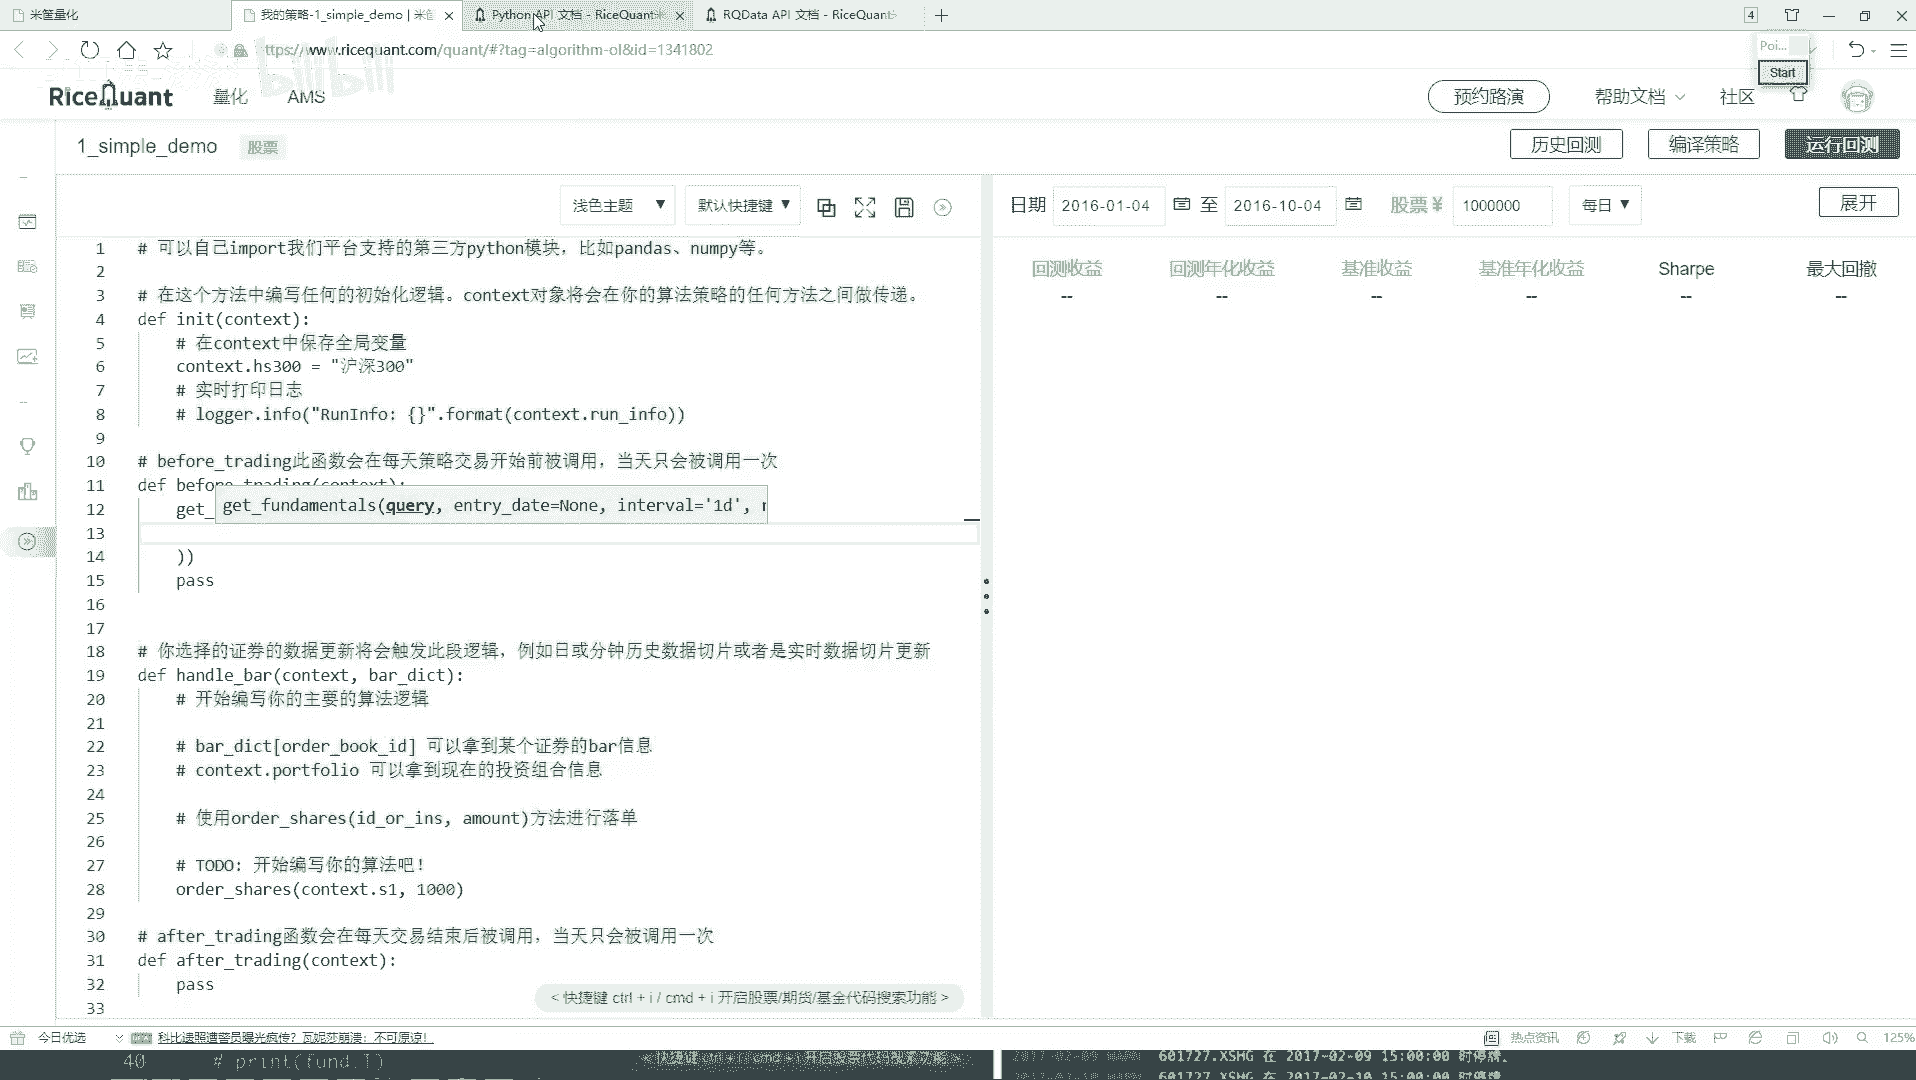 米筐量化
我的策略-1_simple_demo | 米筐
Python API 文档 - RiceQuant
RQData API 文档 - RiceQuant
4
ttps://www.ricequant.com/quant/#?tag=algorithm-ol&id=1341802
bilibili
Poi...
Start
RiceQuant
量化
AMS
预约路演
帮助文档
社区
1_simple_demo
股票
历史回测
编译策略
运行回测
浅色主题
默认快捷键
日期
2016-01-04
至
2016-10-04
股票 ¥
1000000
每日
展开
回测收益
回测年化收益
基准收益
基准年化收益
Sharpe
最大回撤
-- -- -- -- -- --
1 # 可以自己import我们平台支持的第三方python模块，比如pandas、numpy等。
2
3 # 在这个方法中编写任何的初始化逻辑。context对象将会在你的算法策略的任何方法之间做传递。
4 def init(context):
5 # 在context中保存全局变量
6 context.hs300 = "沪深300"
7 # 实时打印日志
8 # logger.info("RunInfo: {}".format(context.run_info))
9
10 # before_trading此函数会在每天策略交易开始前被调用，当天只会被调用一次
11 def before_trading(context):
12 get_
get_fundamentals(query, entry_date=None, interval='1d',
13
14 ))
15 pass
16
17
18 # 你选择的证券的数据更新将会触发此段逻辑，例如日或分钟历史数据切片或者是实时数据切片更新
19 def handle_bar(context, bar_dict):
20 # 开始编写你的主要的算法逻辑
21
22 # bar_dict[order_book_id] 可以拿到某个证券的bar信息
23 # context.portfolio 可以拿到现在的投资组合信息
24
25 # 使用order_shares(id_or_ins, amount)方法进行落单
26
27 # TODO: 开始编写你的算法吧！
28 order_shares(context.s1, 1000)
29
30 # after_trading函数会在每天交易结束后被调用，当天只会被调用一次
31 def after_trading(context):
32 pass
33
< 快捷键 ctrl + i / cmd + i 开启股票/期货/基金代码搜索功能 >
今日优选
科比遗照遭警员曝光疯传？瓦妮莎崩溃：不可原谅！
热点资讯
下载
125%
40 # print(fund.T)
601727.XSHG 在 2017-02-09 15:00:00 时停牌。
601727.XSHG 在 2017-02-10 15:00:00 时停牌。